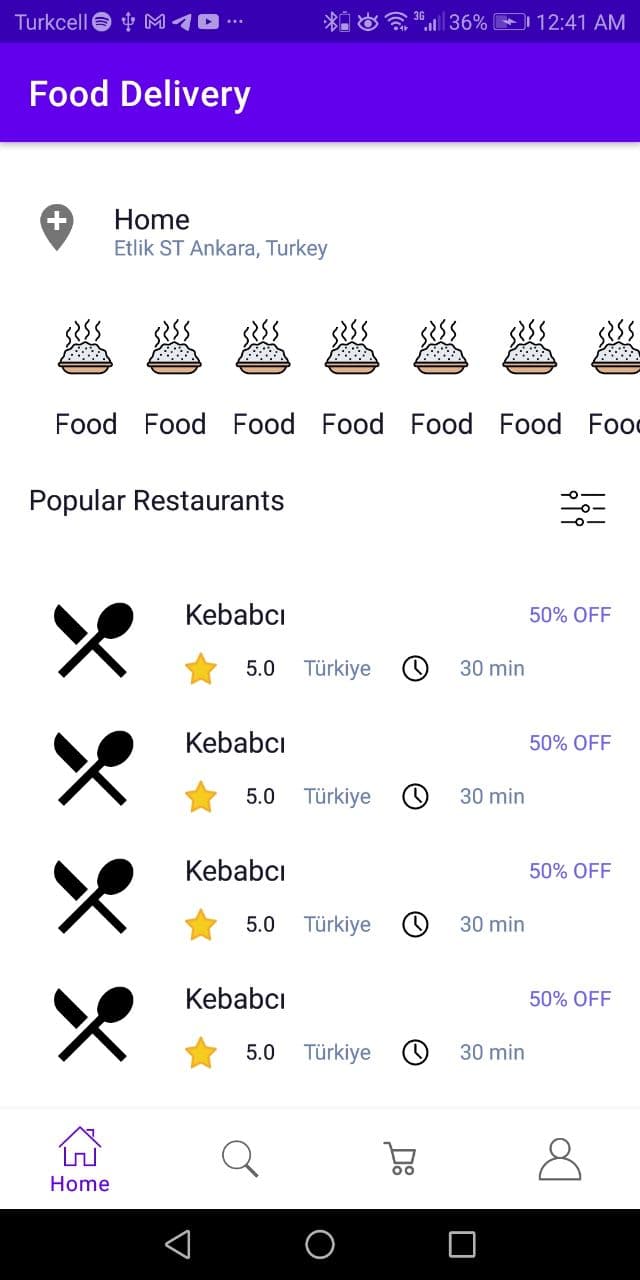 Turkcell 3G 36% 12:41 AM
Food Delivery
Home
Etlik ST Ankara, Turkey
Food Food Food Food Food Food Food
Popular Restaurants
Kebabcı 50% OFF
5.0 Türkiye 30 min
Kebabcı 50% OFF
5.0 Türkiye 30 min
Kebabcı 50% OFF
5.0 Türkiye 30 min
Kebabcı 50% OFF
5.0 Türkiye 30 min
Home